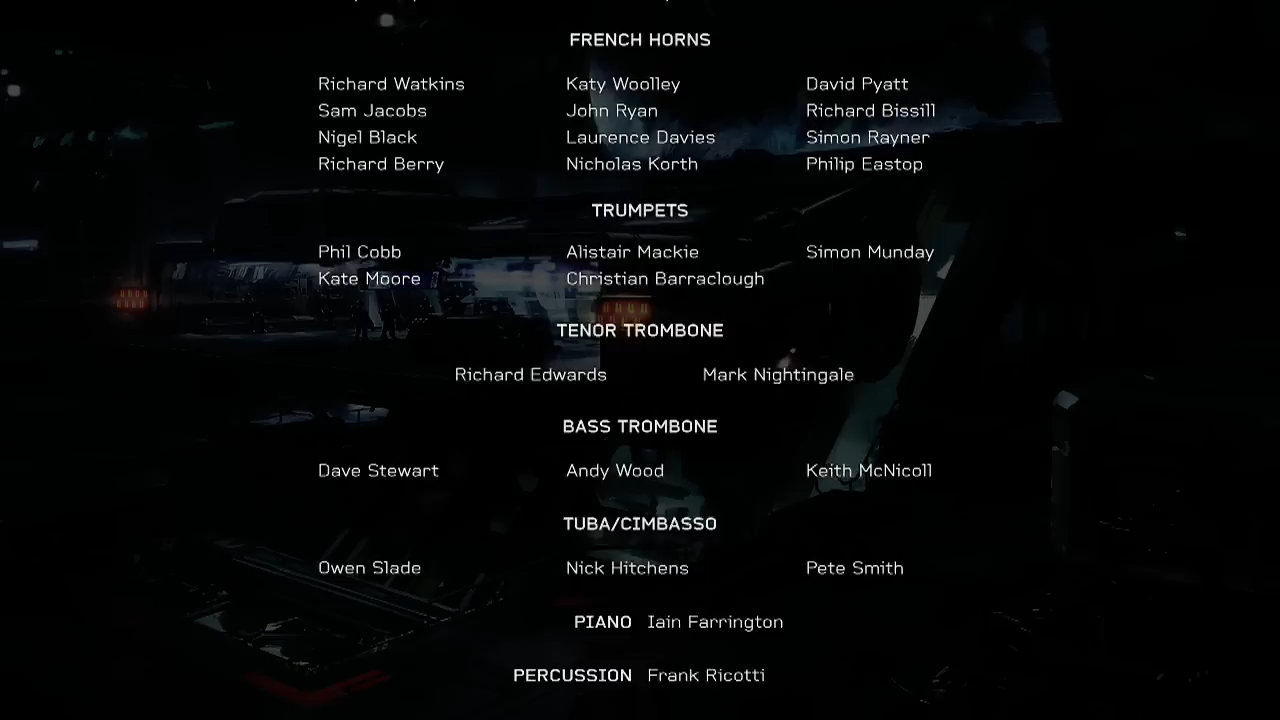 FRENCH HORNS
Richard Watkins Katy Woolley David Pyatt
Sam Jacobs John Ryan Richard Bissill
Nigel Black Laurence Davies Simon Rayner
Richard Berry Nicholas Korth Philip Eastop
TRUMPETS
Phil Cobb Alistair Mackie Simon Munday
Kate Moore Christian Barraclough
TENOR TROMBONE
Richard Edwards Mark Nightingale
BASS TROMBONE
Dave Stewart Andy Wood Keith McNicoll
TUBA/CIMBASSO
Owen Slade Nick Hitchens Pete Smith
PIANO Iain Farrington
PERCUSSION Frank Ricotti